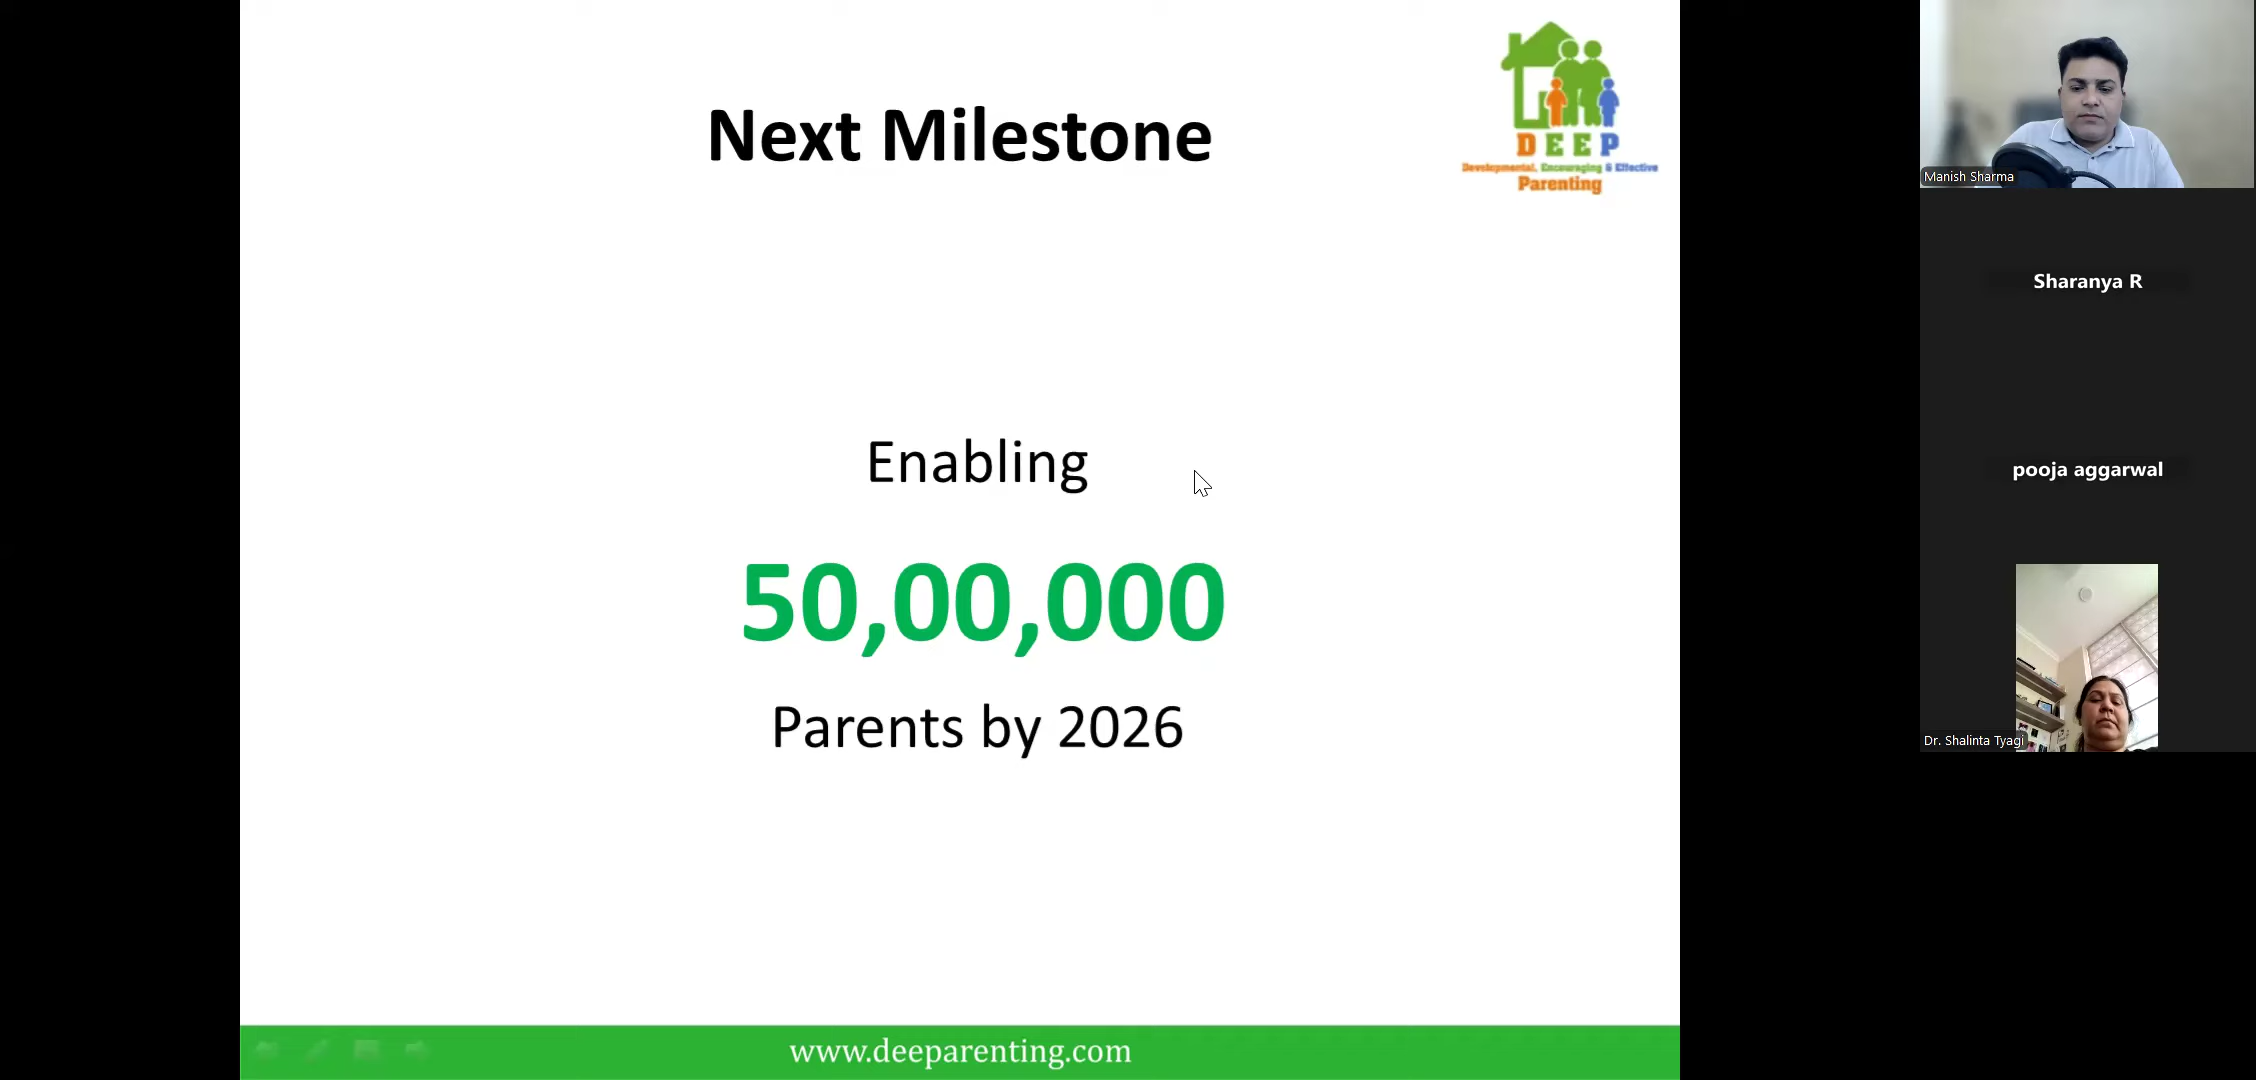 Next Milestone
DEEP
Developmental, Encouraging & Effective
Parenting
Enabling
50,00,000
Parents by 2026
www.deeparenting.com
Manish Sharma
Sharanya R
pooja aggarwal
Dr. Shalinta Tyagi